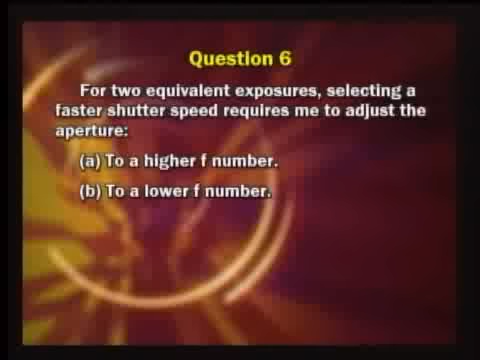 Question 6
For two equivalent exposures, selecting a
faster shutter speed requires me to adjust the
aperture:
(a) To a higher f number.
(b) To a lower f number.